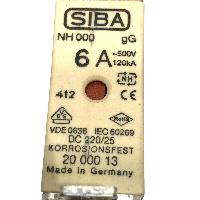 SIBA
NH 000 gG
6 A ~500V
120kA
NH
412 CE
VDE 0636 IEC 60269
DC 220/25
KORROSIONSFEST
20 000 13
Made in Germany